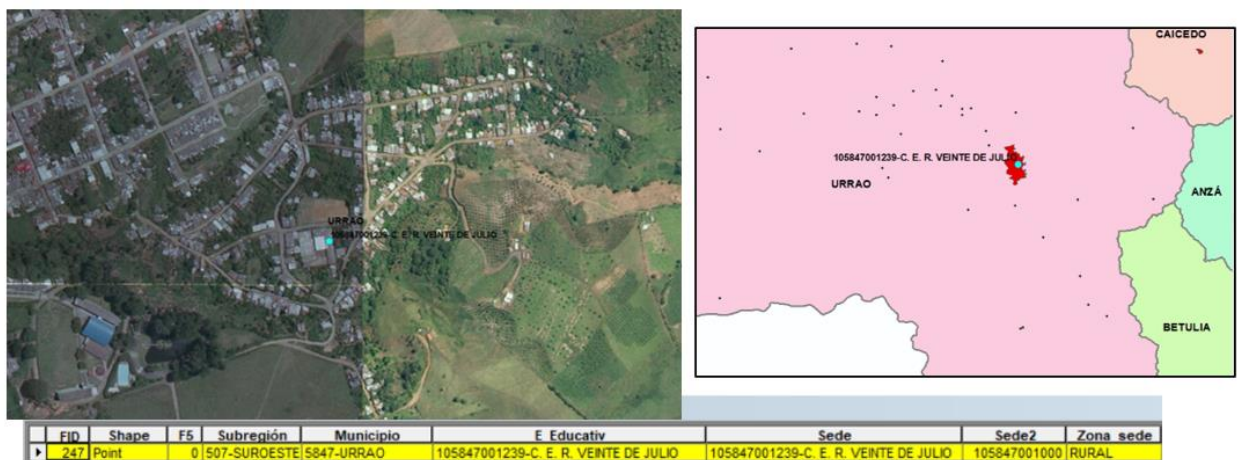 URRAO
105847001239-C. E. R. VEINTE DE JULIO
CAICEDO
105847001239-C. E. R. VEINTE DE JULIO
URRAO
ANZÁ
BETULIA
FID Shape F5 Subregión Municipio E_Educativ Sede Sede2 Zona_sede
247 Point 0 507-SUROESTE 5847-URRAO 105847001239-C. E. R. VEINTE DE JULIO 105847001239-C. E. R. VEINTE DE JULIO 105847001000 RURAL